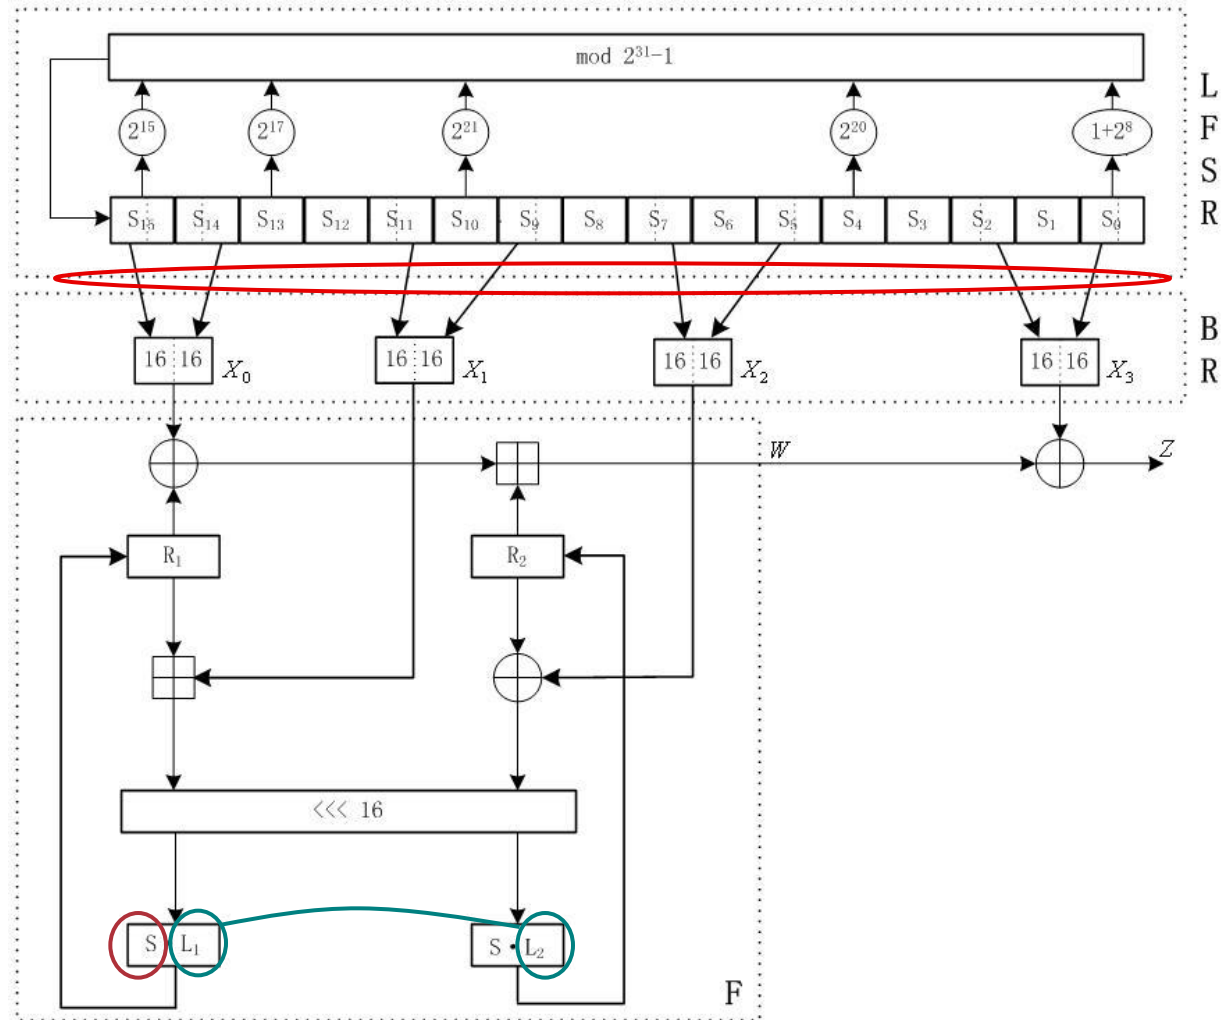 mod 2³¹−1
L
F
S
R
2¹⁵ 2¹⁷ 2²¹ 2²⁰ 1+2⁸
S₁₅ S₁₄ S₁₃ S₁₂ S₁₁ S₁₀ S₉ S₈ S₇ S₆ S₅ S₄ S₃ S₂ S₁ S₀
B
R
16 16 X₀ 16 16 X₁ 16 16 X₂ 16 16 X₃
W Z
R₁ R₂
<<< 16
S L₁ S · L₂
F